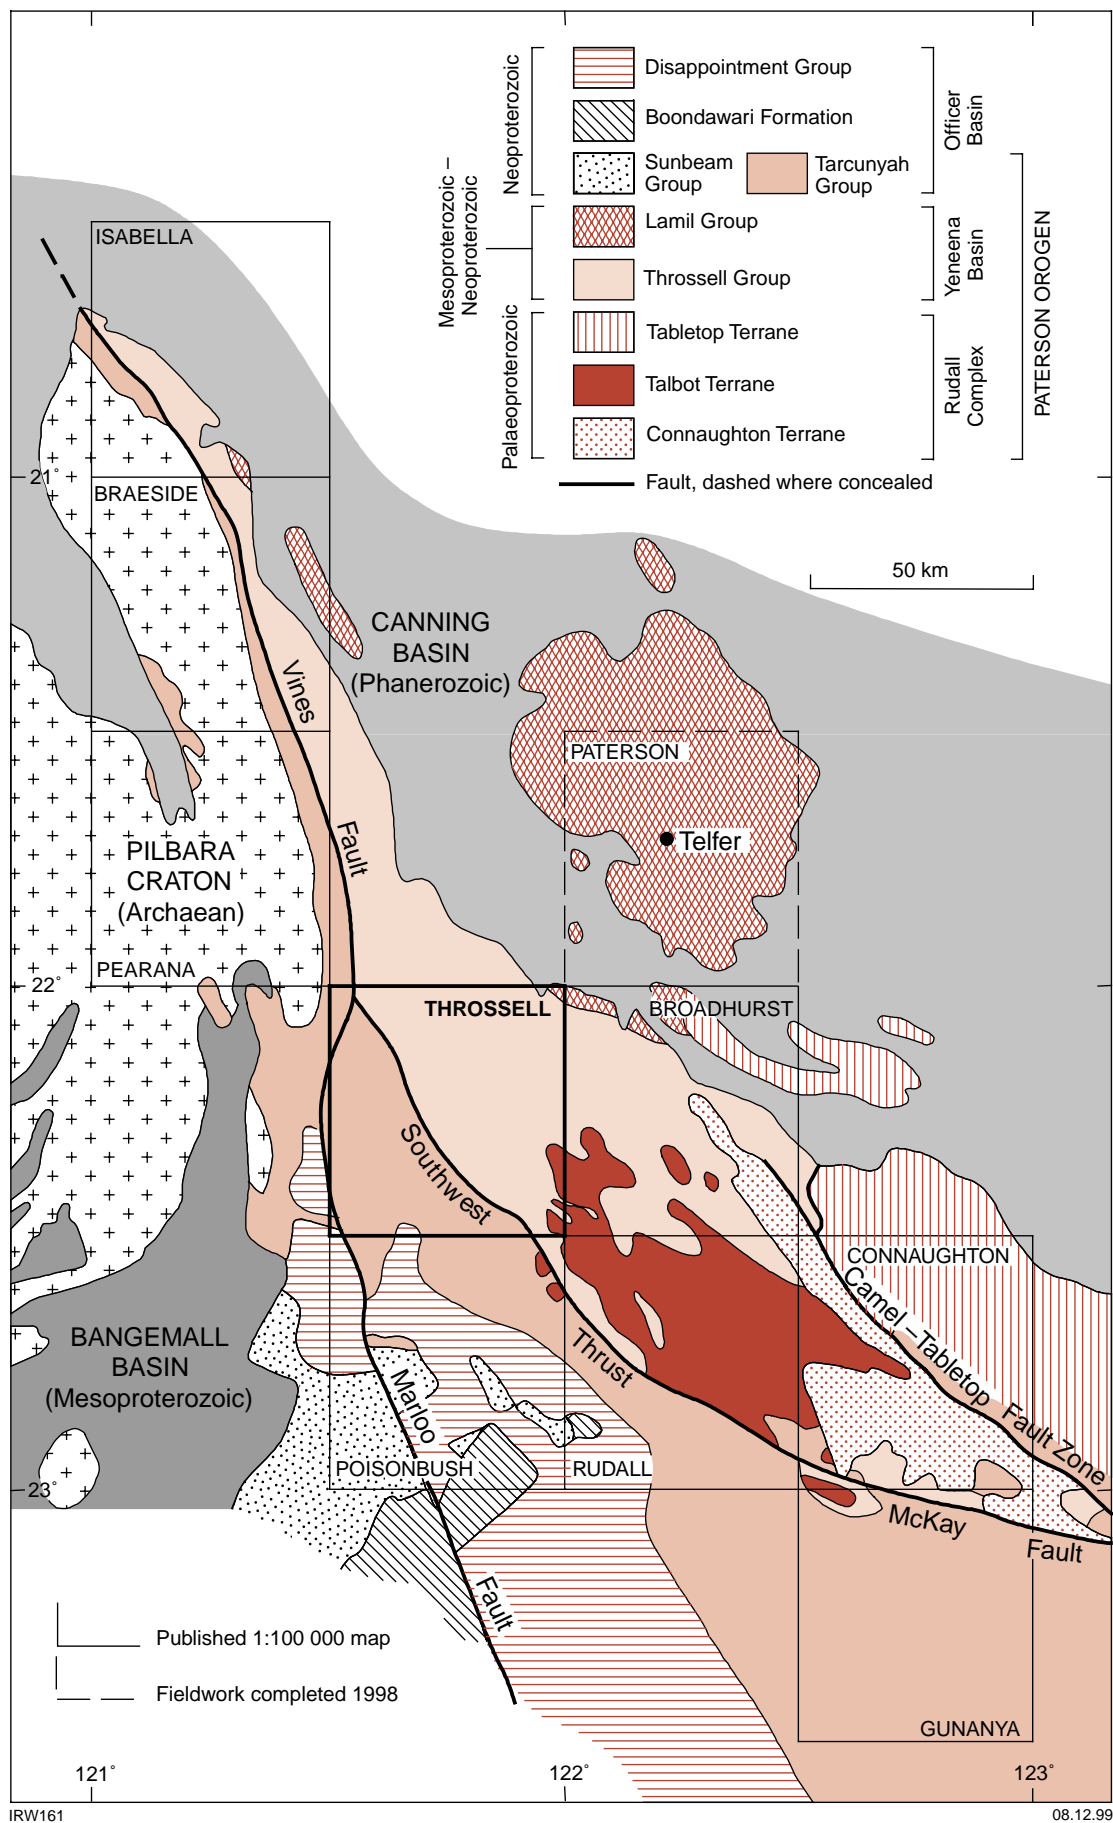 Disappointment Group
Boondawari Formation
Sunbeam
Group
Tarcunyah
Group
Lamil Group
Throssell Group
Tabletop Terrane
Talbot Terrane
Connaughton Terrane
Fault, dashed where concealed
Neoproterozoic
Mesoproterozoic –
Neoproterozoic
Palaeoproterozoic
Officer
Basin
Yeneena
Basin
Rudall
Complex
PATERSON OROGEN
50 km
ISABELLA
21°
BRAESIDE
CANNING
BASIN
(Phanerozoic)
Vines
Fault
PATERSON
Telfer
PILBARA
CRATON
(Archaean)
PEARANA
22°
THROSSELL
BROADHURST
Southwest
Thrust
CONNAUGHTON
Camel –Tabletop Fault Zone
BANGEMALL
BASIN
(Mesoproterozoic)
Marloo
Fault
POISONBUSH
RUDALL
23°
McKay
Fault
Published 1:100 000 map
Fieldwork completed 1998
GUNANYA
121°
122°
123°
IRW161
08.12.99